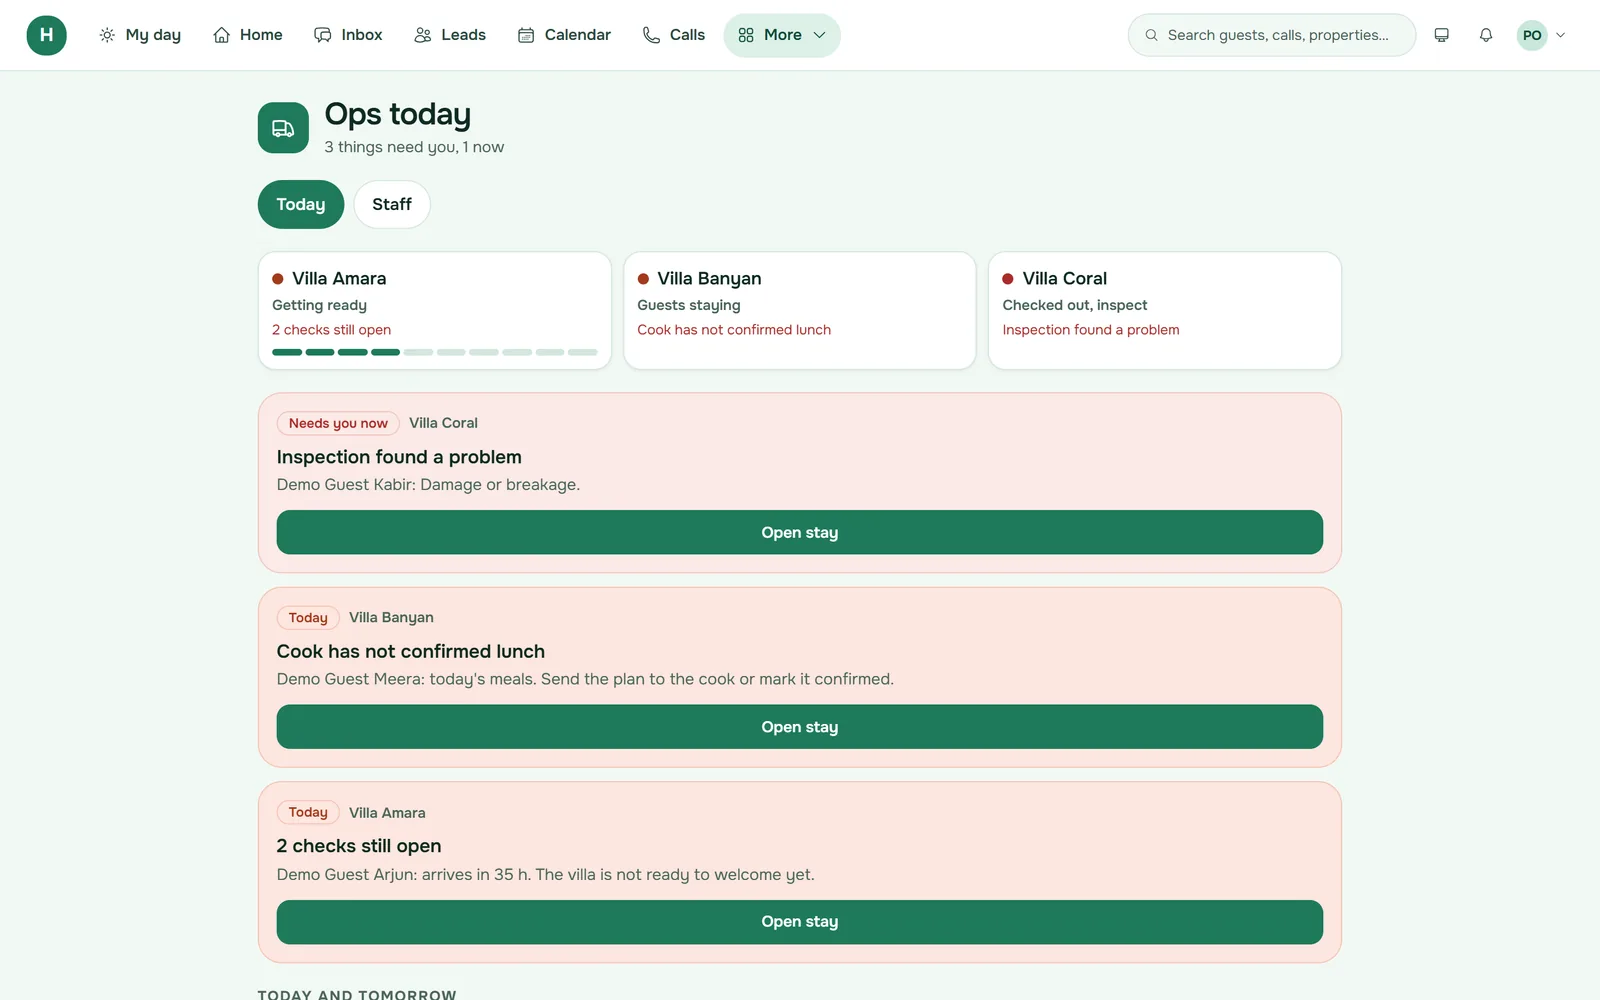 H
My day
Home
Inbox
Leads
Calendar
Calls
More
Search guests, calls, properties...
PO
Ops today
3 things need you, 1 now
Today
Staff
Villa Amara
Getting ready
2 checks still open
Villa Banyan
Guests staying
Cook has not confirmed lunch
Villa Coral
Checked out, inspect
Inspection found a problem
Needs you now
Villa Coral
Inspection found a problem
Demo Guest Kabir: Damage or breakage.
Open stay
Today
Villa Banyan
Cook has not confirmed lunch
Demo Guest Meera: today's meals. Send the plan to the cook or mark it confirmed.
Open stay
Today
Villa Amara
2 checks still open
Demo Guest Arjun: arrives in 35 h. The villa is not ready to welcome yet.
Open stay
TODAY AND TOMORROW